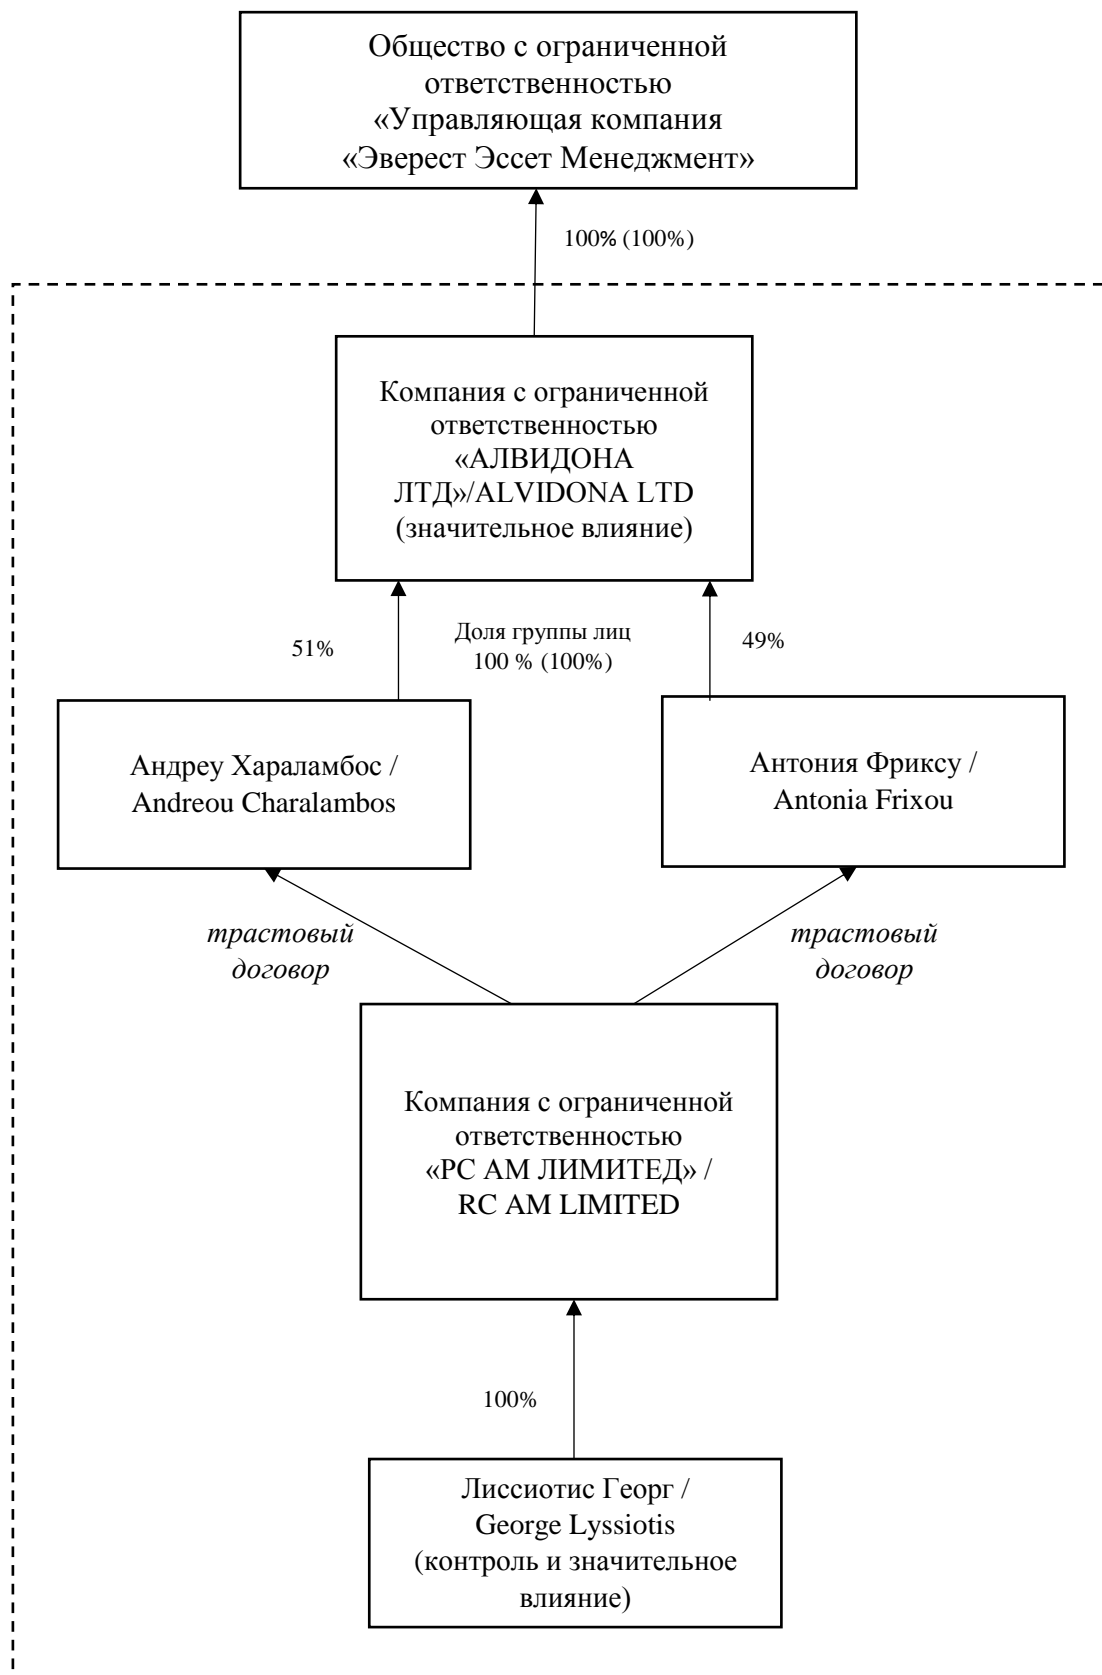 Общество с ограниченной
ответственностью
«Управляющая компания
«Эверест Эссет Менеджмент»
100% (100%)
Компания с ограниченной
ответственностью
«АЛВИДОНА
ЛТД»/ALVIDONA LTD
(значительное влияние)
51%
Доля группы лиц
100 % (100%)
49%
Андреу Хараламбос /
Andreou Charalambos
Антония Фриксу /
Antonia Frixou
трастовый
договор
трастовый
договор
Компания с ограниченной
ответственностью
«РС АМ ЛИМИТЕД» /
RC AM LIMITED
100%
Лиссиотис Георг /
George Lyssiotis
(контроль и значительное
влияние)